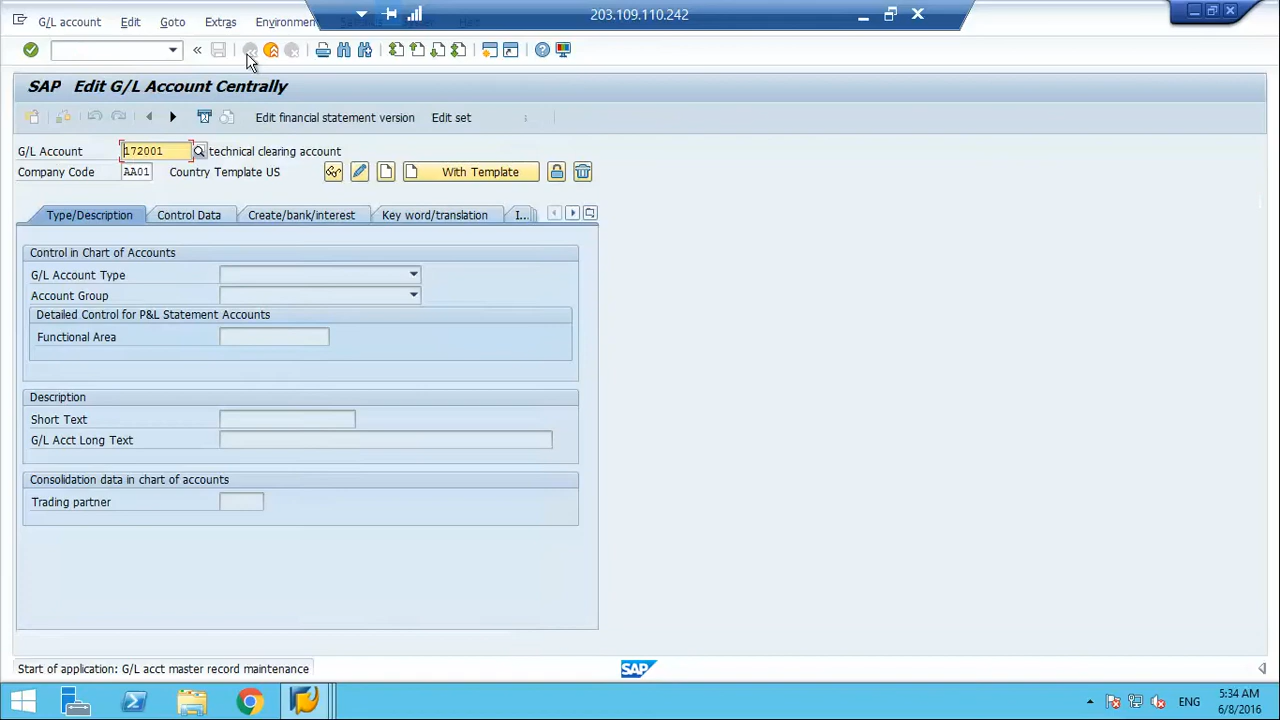 203.109.110.242
G/L account Edit Goto Extras Environment
SAP Edit G/L Account Centrally
Edit financial statement version Edit set
G/L Account 172001 technical clearing account
Company Code AA01 Country Template US With Template
Type/Description Control Data Create/bank/interest Key word/translation I...
Control in Chart of Accounts
G/L Account Type
Account Group
Detailed Control for P&L Statement Accounts
Functional Area
Description
Short Text
G/L Acct Long Text
Consolidation data in chart of accounts
Trading partner
Start of application: G/L acct master record maintenance
SAP
ENG
5:34 AM
6/8/2016